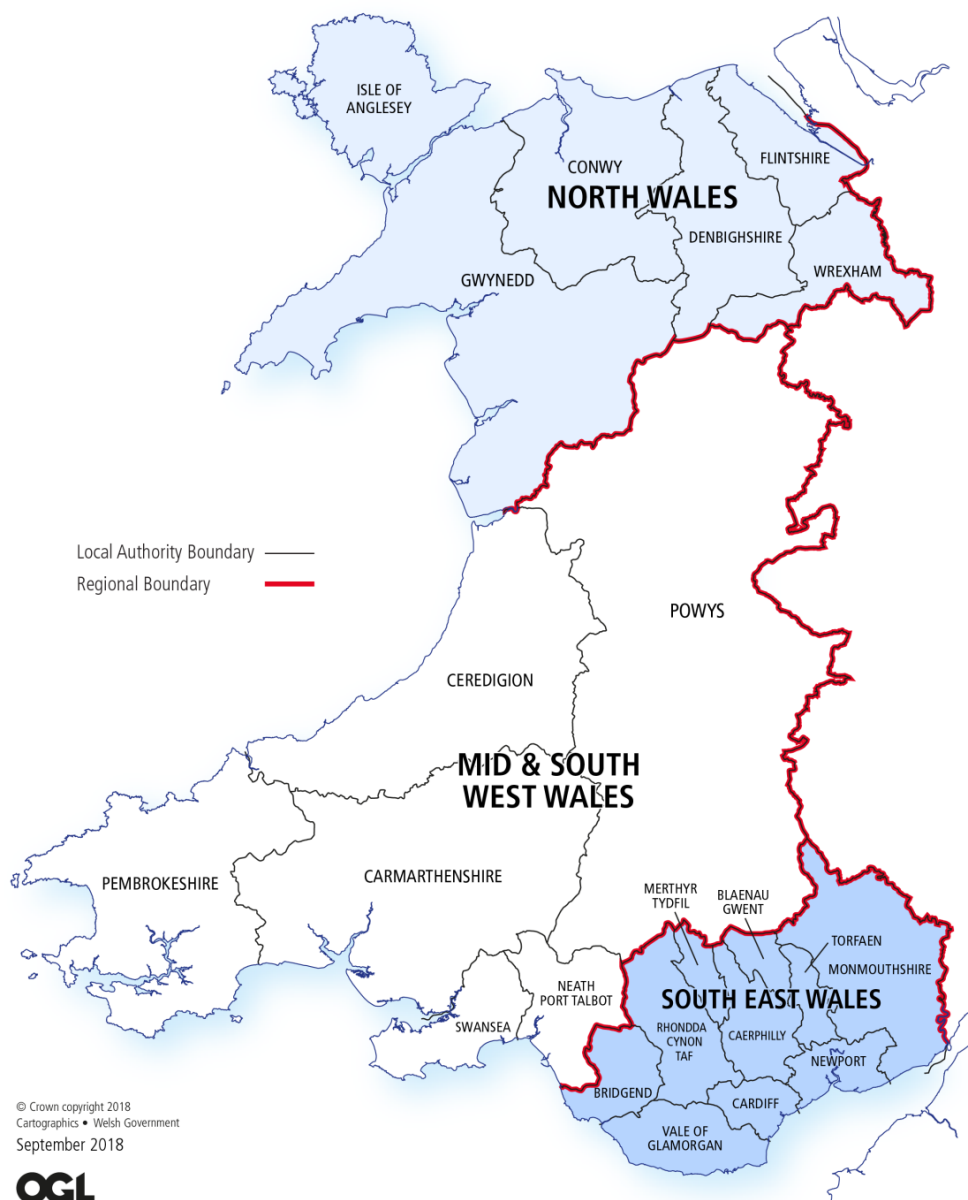 ISLE OF
ANGLESEY
FLINTSHIRE
CONWY
NORTH WALES
DENBIGHSHIRE
WREXHAM
GWYNEDD
Local Authority Boundary
Regional Boundary
POWYS
CEREDIGION
MID & SOUTH
WEST WALES
PEMBROKESHIRE
CARMARTHENSHIRE
MERTHYR
TYDFIL
BLAENAU
GWENT
TORFAEN
MONMOUTHSHIRE
NEATH
PORT TALBOT
SOUTH EAST WALES
SWANSEA
RHONDDA
CYNON
TAF
CAERPHILLY
NEWPORT
BRIDGEND
CARDIFF
VALE OF
GLAMORGAN
© Crown copyright 2018
Cartographics • Welsh Government
September 2018
OGL